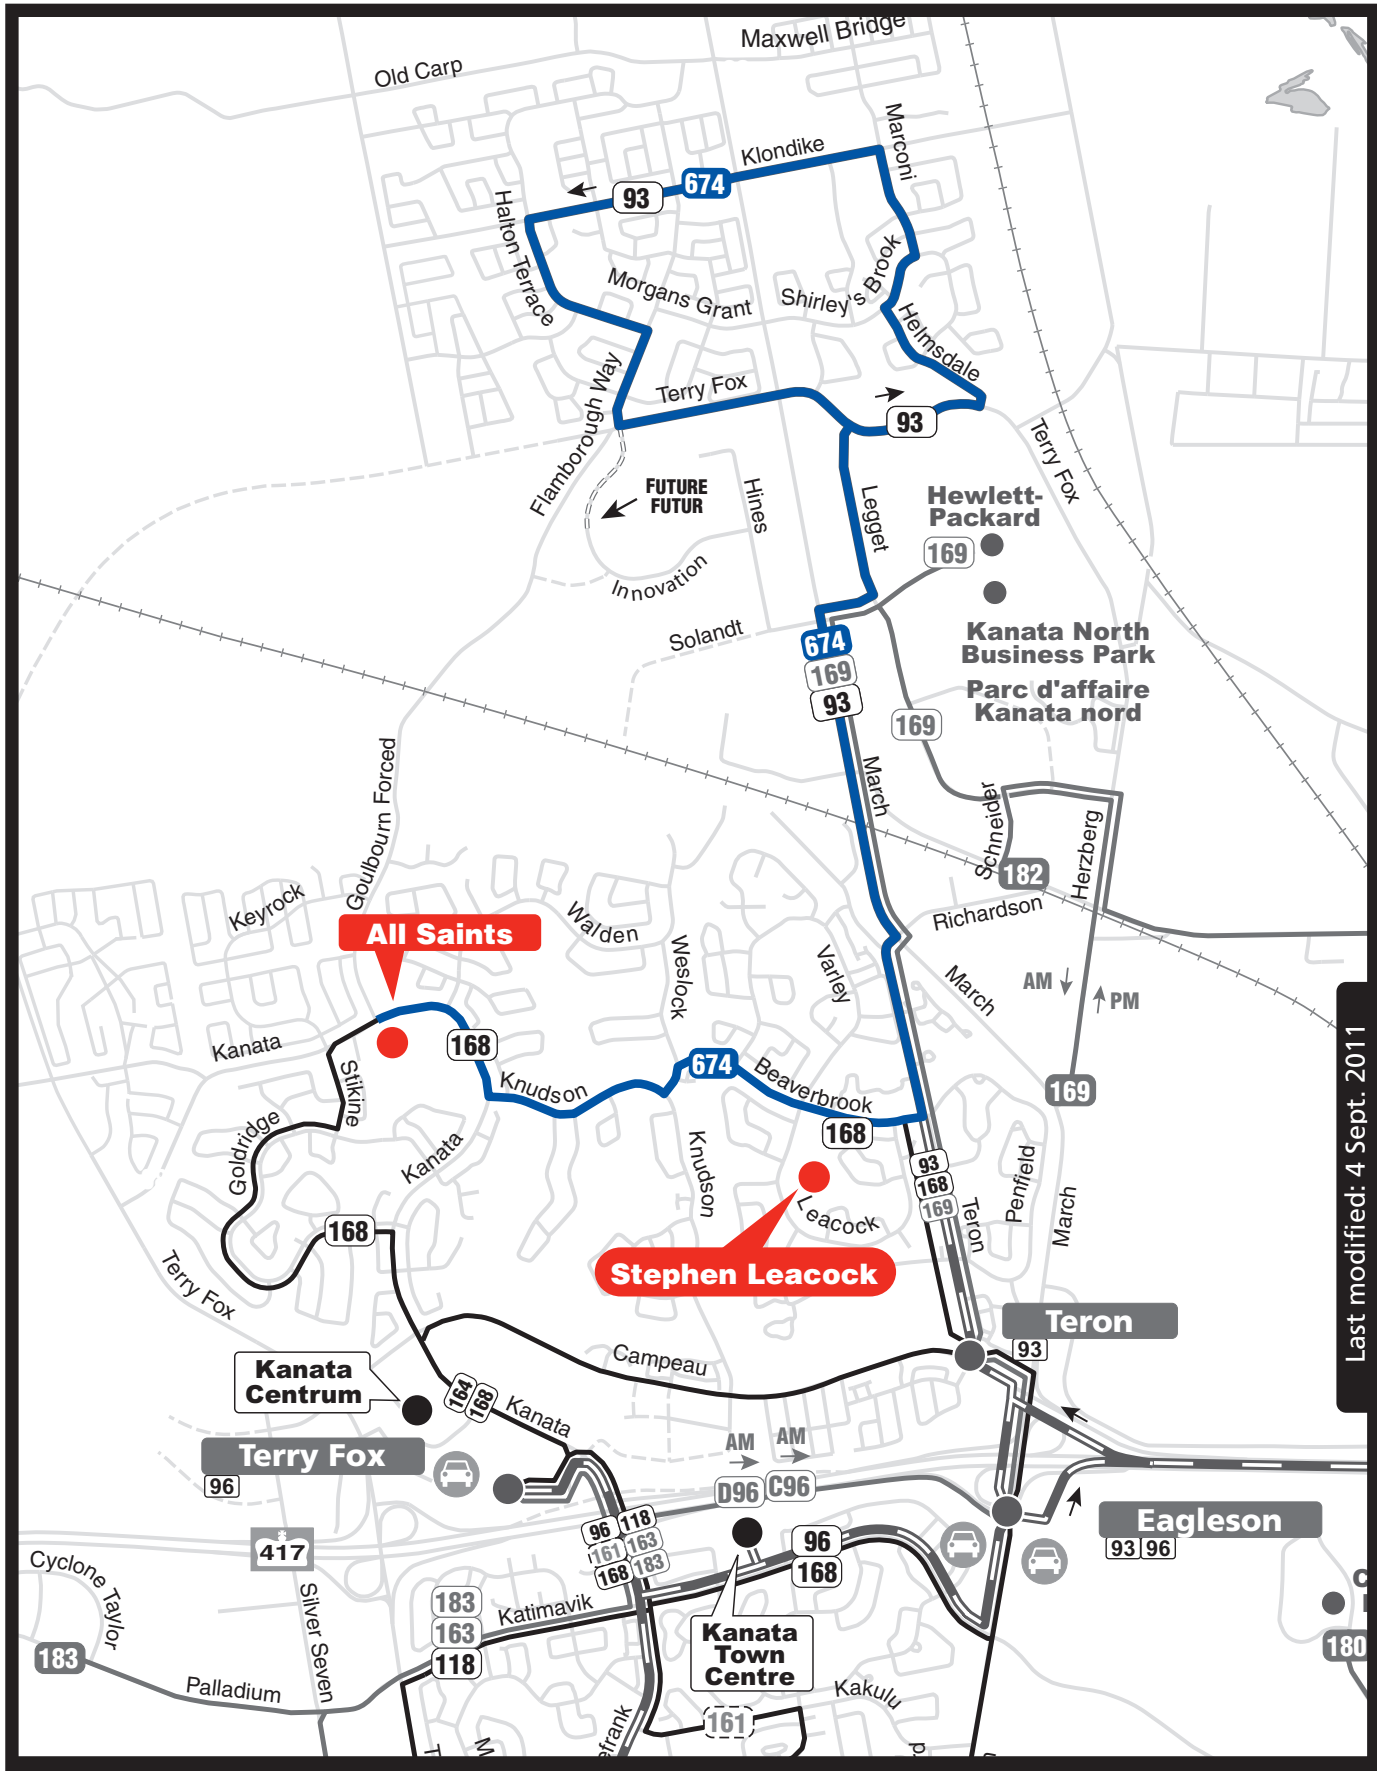 Maxwell Bridge
Old Carp
Marconi
Klondike
674
93
Halton Terrace
Morgans Grant
Shirley's Brook
Helmsdale
Terry Fox
93
Flamborough Way
Terry Fox
FUTURE
FUTUR
Hines
Legget
Hewlett-
Packard
169
Innovation
Solandt
Kanata North
Business Park
Parc d'affaire
Kanata nord
674
169
93
169
March
Goulbourn Forced
Schneider
Herzberg
182
Richardson
Keyrock
All Saints
Walden
Weslock
Varley
March
AM
PM
Last modified: 4 Sept. 2011
Kanata
168
Stikine
Knudson
674
Beaverbrook
168
169
Goldridge
Kanata
Knudson
Leacock
93
168
169
Teron
Penfield
March
168
Terry Fox
Stephen Leacock
Teron
93
Campeau
Kanata
Centrum
164
168
Kanata
Terry Fox
96
AM
AM
D96
C96
Eagleson
93 96
417
96
118
161
163
168
183
96
168
Cyclone Taylor
Silver Seven
183
163
118
Katimavik
Kanata
Town
Centre
183
Palladium
Kakulu
161
180
efrank